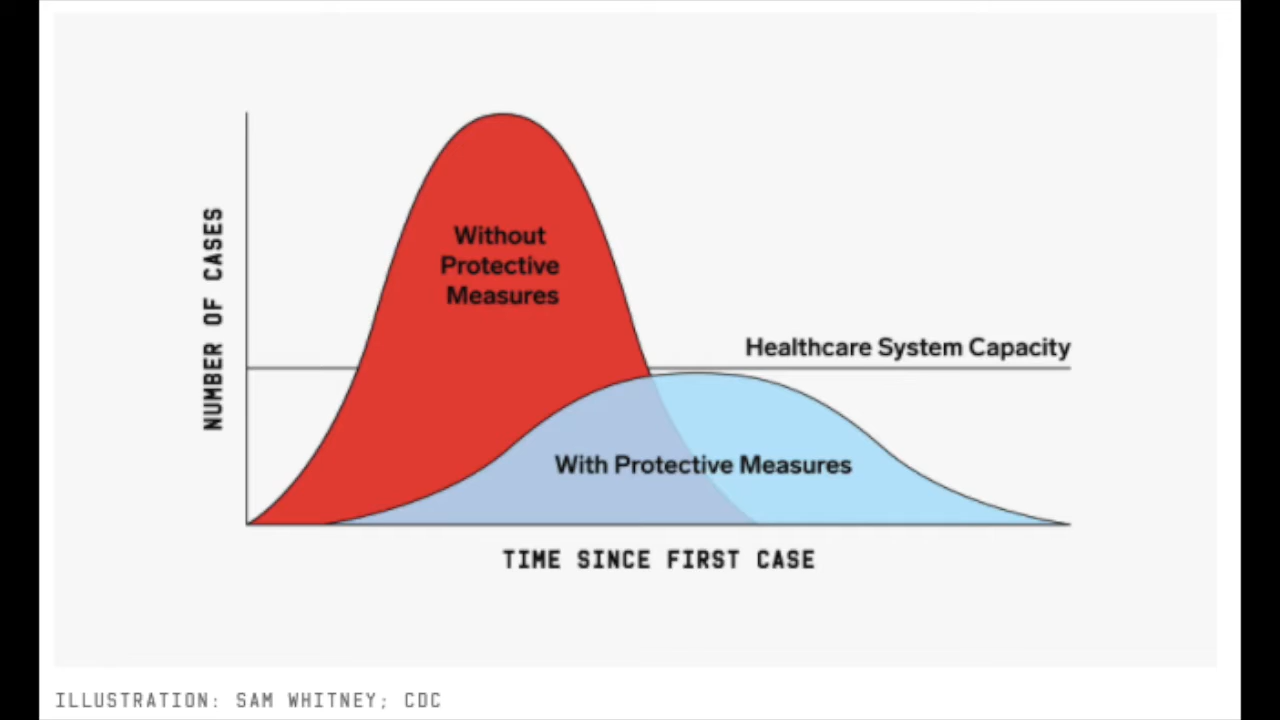 Without
Protective
Measures
NUMBER OF CASES
Healthcare System Capacity
With Protective Measures
TIME SINCE FIRST CASE
ILLUSTRATION: SAM WHITNEY; CDC